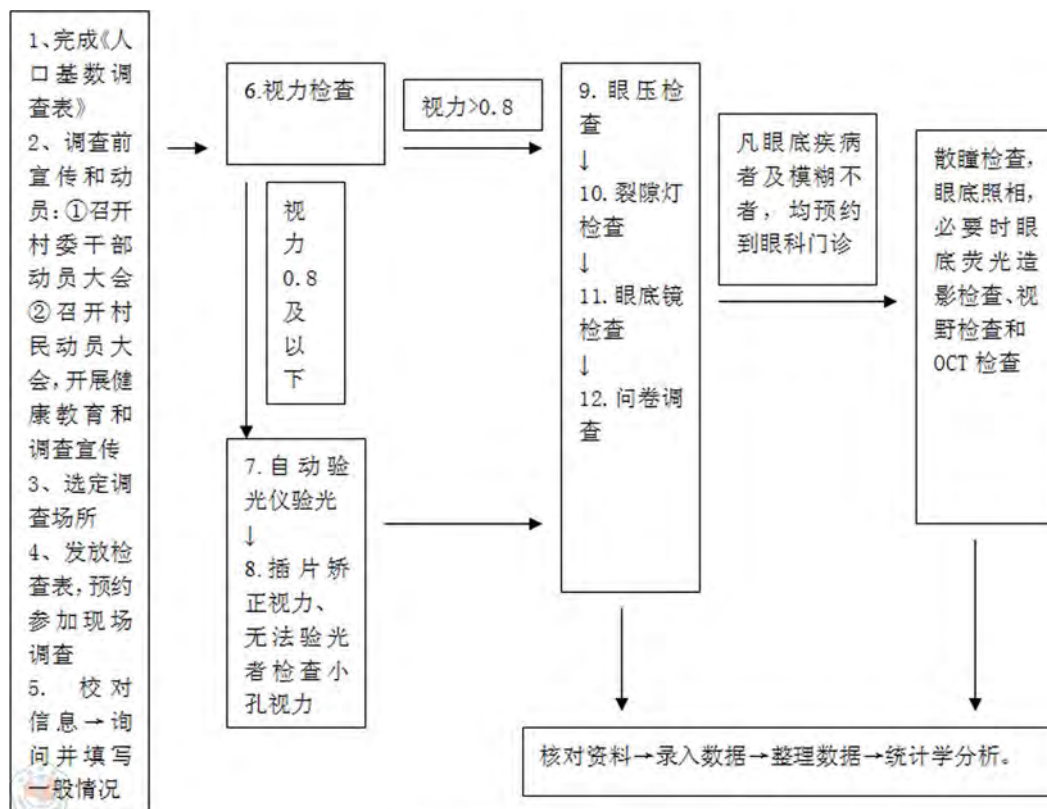 1、完成《人
口基数调
查表》
2、调查前
宣传和动
员：①召开
村委干部
动员大会
②召开村
民动员大
会，开展健
康教育和
调查宣传
3、选定调
查场所
4、发放检
查表，预约
参加现场
调查
5. 校对
信息→询
问并填写
一般情况
6.视力检查
视力>0.8
视
力
0.8
及
以
下
7.自动验
光仪验光
↓
8.插片矫
正视力、
无法验光
者检查小
孔视力
9.眼压检
查
↓
10.裂隙灯
检查
↓
11.眼底镜
检查
↓
12.问卷调
查
凡眼底疾病
者及模糊不
者，均预约
到眼科门诊
散瞳检查，
眼底照相，
必要时眼
底荧光造
影检查、视
野检查和
OCT 检查
核对资料→录入数据→整理数据→统计学分析。